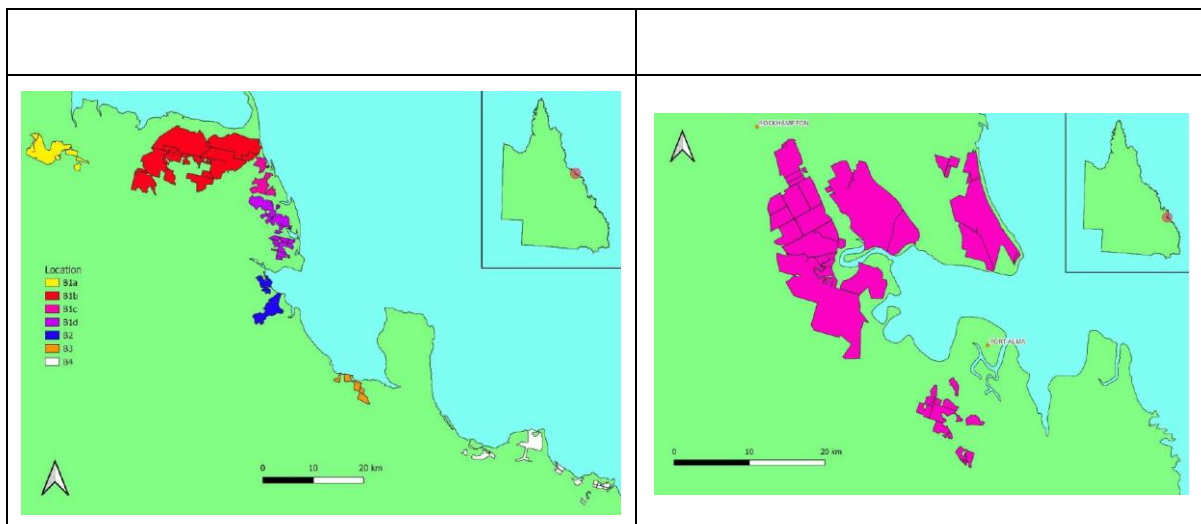 Location
B1a
B1b
B1c
B1d
B2
B3
B4
0 10 20 km
ROCKHAMPTON
PORT ALMA
0 10 20 km